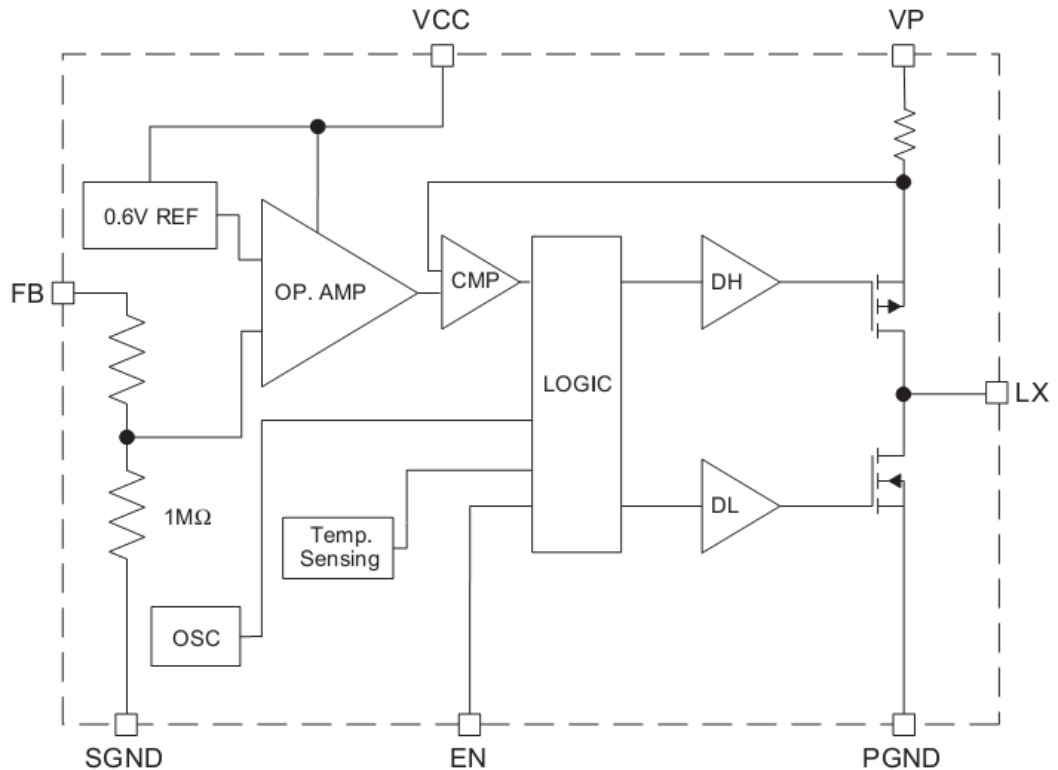 VCC
VP
0.6V REF
FB
OP. AMP
CMP
DH
LOGIC
LX
1MΩ
Temp.
Sensing
DL
OSC
SGND
EN
PGND